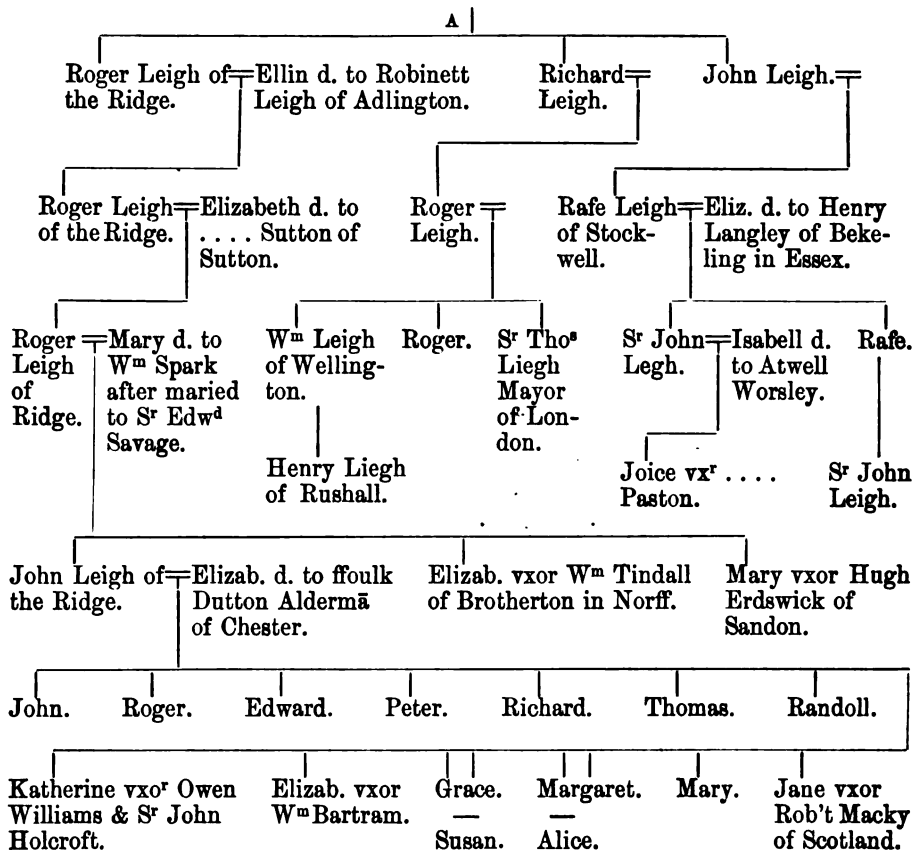 A
Roger Leigh of
the Ridge.
Ellin d. to Robinett
Leigh of Adlington.
Richard
Leigh.
John Leigh.
Roger Leigh
of the Ridge.
Elizabeth d. to
. . . . Sutton of
Sutton.
Roger
Leigh.
Rafe Leigh
of Stock-
well.
Eliz. d. to Henry
Langley of Beke-
ling in Essex.
Roger
Leigh
of
Ridge.
Mary d. to
Wᵐ Spark
after maried
to Sʳ Edwᵈ
Savage.
Wᵐ Leigh
of Welling-
ton.
Roger.
Sʳ Thoˢ
Liegh
Mayor
of Lon-
don.
Sʳ John
Legh.
Isabell d.
to Atwell
Worsley.
Rafe.
Henry Liegh
of Rushall.
Joice vxʳ . . . .
Paston.
Sʳ John
Leigh.
John Leigh of
the Ridge.
Elizab. d. to ffoulk
Dutton Aldermā
of Chester.
Elizab. vxor Wᵐ Tindall
of Brotherton in Norff.
Mary vxor Hugh
Erdswick of
Sandon.
John.
Roger.
Edward.
Peter.
Richard.
Thomas.
Randoll.
Katherine vxoʳ Owen
Williams & Sʳ John
Holcroft.
Elizab. vxor
Wᵐ Bartram.
Grace.
—
Susan.
Margaret.
—
Alice.
Mary.
Jane vxor
Rob't Macky
of Scotland.